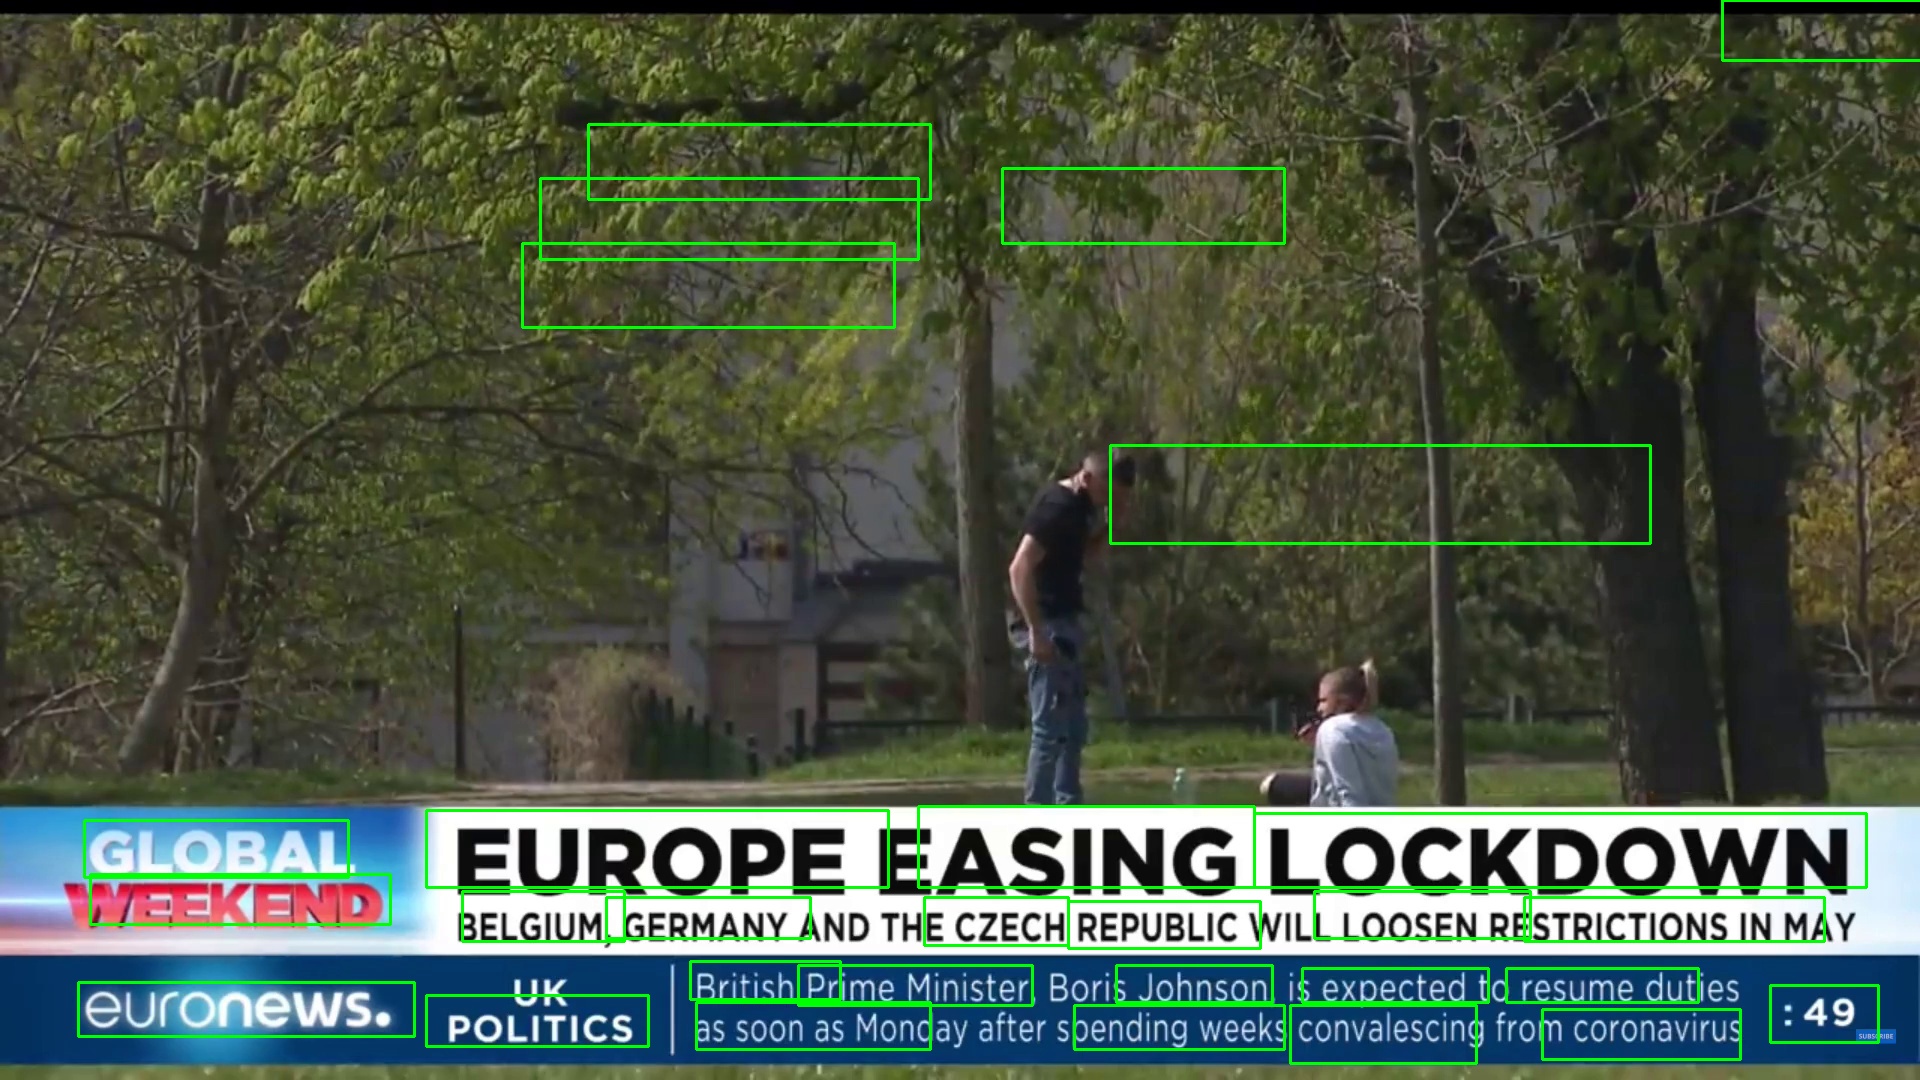 GLOBAL
WEEKEND
EUROPE EASING LOCKDOWN
BELGIUM, GERMANY AND THE CZECH REPUBLIC WILL LOOSEN RESTRICTIONS IN MAY
euronews.
UK
POLITICS
British Prime Minister, Boris Johnson, is expected to resume duties
as soon as Monday after spending weeks convalescing from coronavirus
:49
SUBSCRIBE